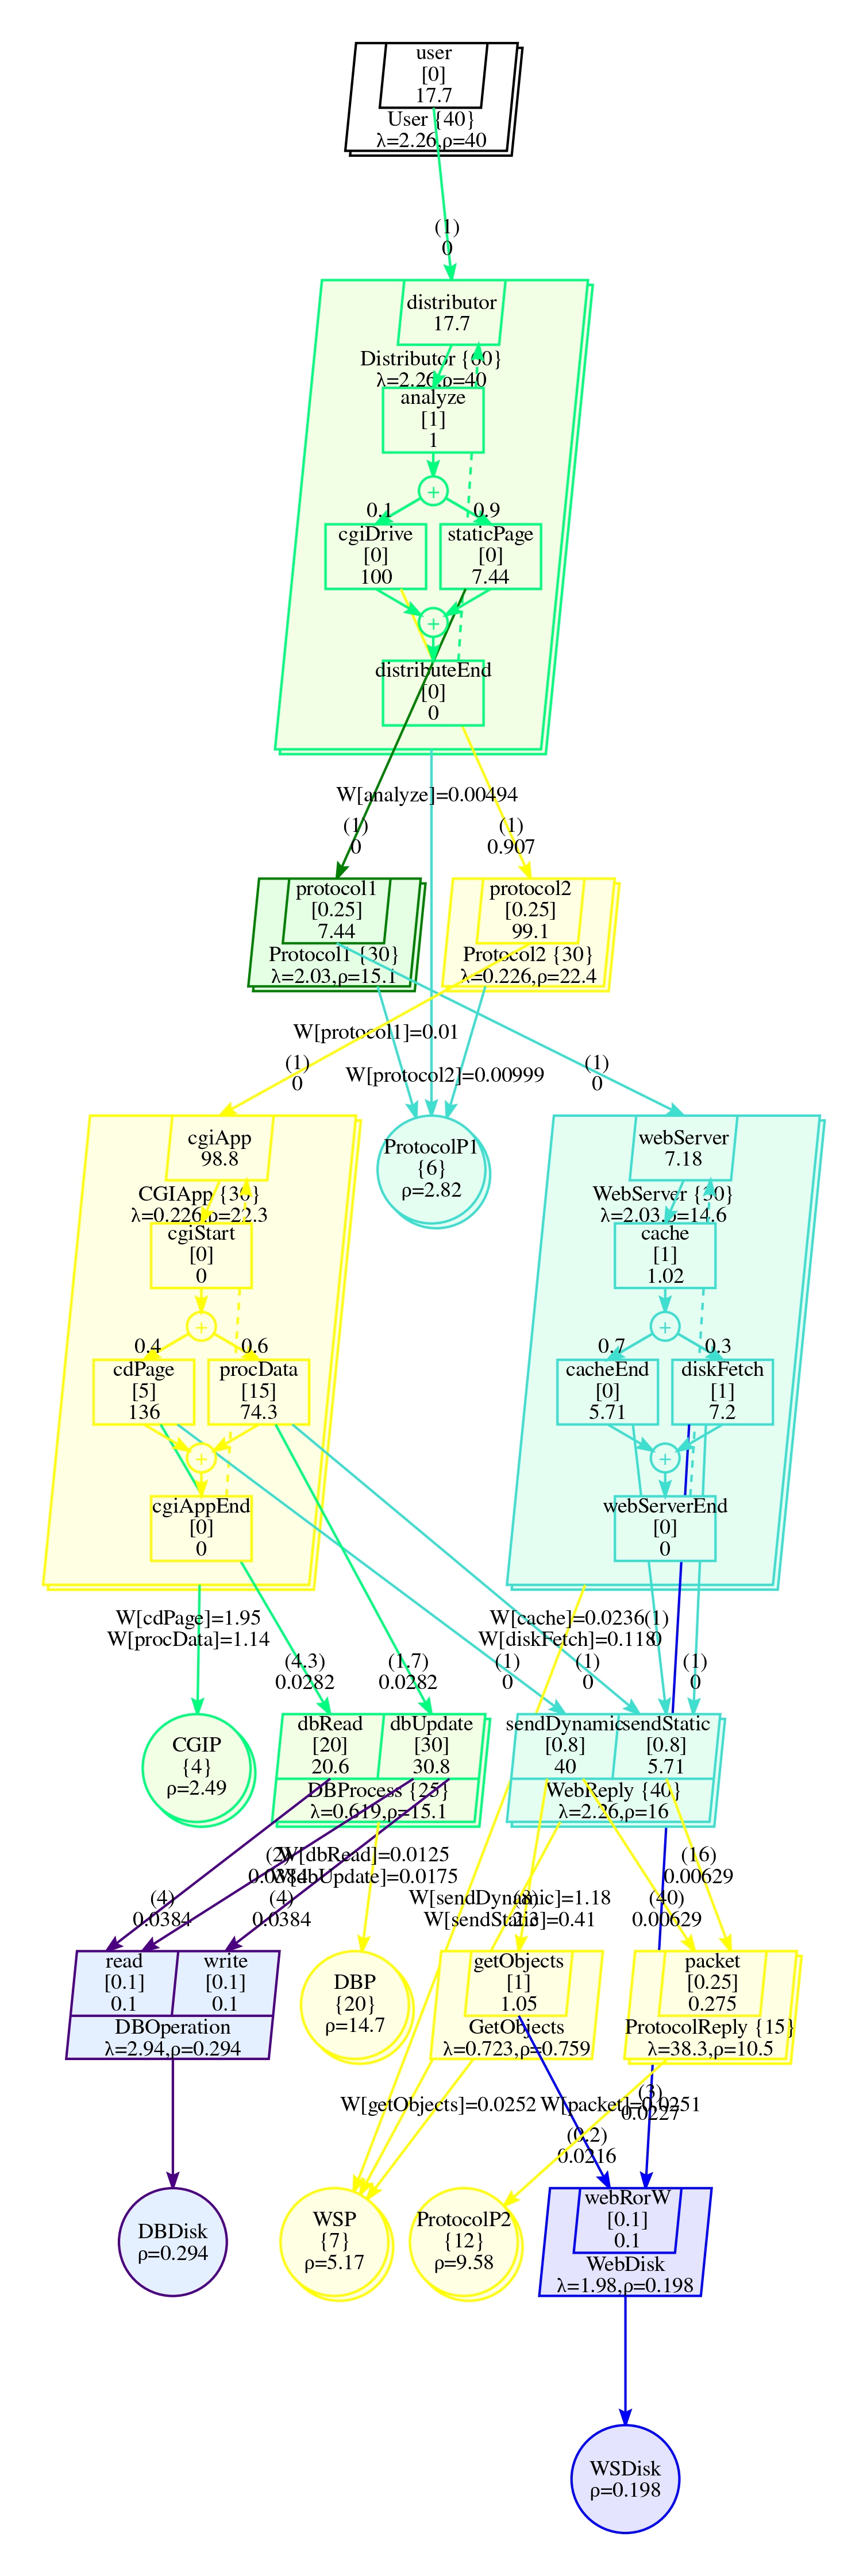 user
[0]
17.7
User {40}
λ=2.26,ρ=40
(1)
0
distributor
17.7
Distributor {60}
λ=2.26,ρ=40
analyze
[1]
1
+
0.1
0.9
cgiDrive
[0]
100
staticPage
[0]
7.44
+
distributeEnd
[0]
0
W[analyze]=0.00494
(1)
0
(1)
0.907
protocol1
[0.25]
7.44
Protocol1 {30}
λ=2.03,ρ=15.1
protocol2
[0.25]
99.1
Protocol2 {30}
λ=0.226,ρ=22.4
W[protocol1]=0.01
(1)
0
W[protocol2]=0.00999
(1)
0
cgiApp
98.8
CGIApp {30}
λ=0.226,ρ=22.3
cgiStart
[0]
0
+
0.4
0.6
cdPage
[5]
136
procData
[15]
74.3
+
cgiAppEnd
[0]
0
ProtocolP1
{6}
ρ=2.82
webServer
7.18
WebServer {30}
λ=2.03,ρ=14.6
cache
[1]
1.02
+
0.7
0.3
cacheEnd
[0]
5.71
diskFetch
[1]
7.2
+
webServerEnd
[0]
0
W[cdPage]=1.95
W[procData]=1.14
(4.3)
0.0282
(1.7)
0.0282
W[cache]=0.0236
W[diskFetch]=0.118
(1)
0
(1)
0
(1)
0
(1)
0
CGIP
{4}
ρ=2.49
dbRead
[20]
20.6
dbUpdate
[30]
30.8
DBProcess {25}
λ=0.619,ρ=15.1
sendDynamic
[0.8]
40
sendStatic
[0.8]
5.71
WebReply {40}
λ=2.26,ρ=16
W[dbRead]=0.0125
W[dbUpdate]=0.0175
0.0384
(4)
0.0384
(4)
0.0384
W[sendDynamic]=1.18
W[sendStatic]=0.41
(8)
(40)
0.00629
(16)
0.00629
read
[0.1]
0.1
write
[0.1]
0.1
DBOperation
λ=2.94,ρ=0.294
DBP
{20}
ρ=14.7
getObjects
[1]
1.05
GetObjects
λ=0.723,ρ=0.759
packet
[0.25]
0.275
ProtocolReply {15}
λ=38.3,ρ=10.5
W[getObjects]=0.0252
W[packet]=0.0251
(3)
0.0227
(0.2)
0.0216
DBDisk
ρ=0.294
WSP
{7}
ρ=5.17
ProtocolP2
{12}
ρ=9.58
webRorW
[0.1]
0.1
WebDisk
λ=1.98,ρ=0.198
WSDisk
ρ=0.198